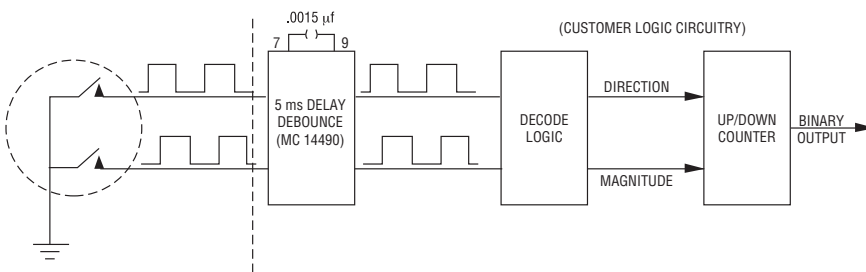 .0015 µf
7 9
(CUSTOMER LOGIC CIRCUITRY)
5 ms DELAY
DEBOUNCE
(MC 14490)
DECODE
LOGIC
DIRECTION
MAGNITUDE
UP/DOWN
COUNTER
BINARY
OUTPUT